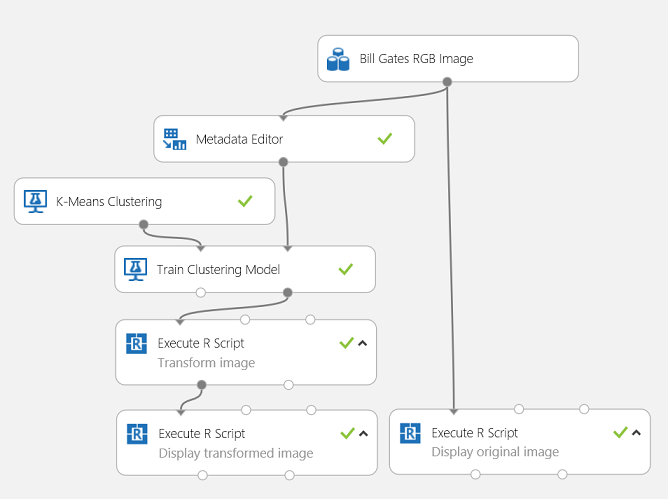 Bill Gates RGB Image
Metadata Editor
K-Means Clustering
Train Clustering Model
R
Execute R Script
Transform image
R
Execute R Script
Display transformed image
R
Execute R Script
Display original image